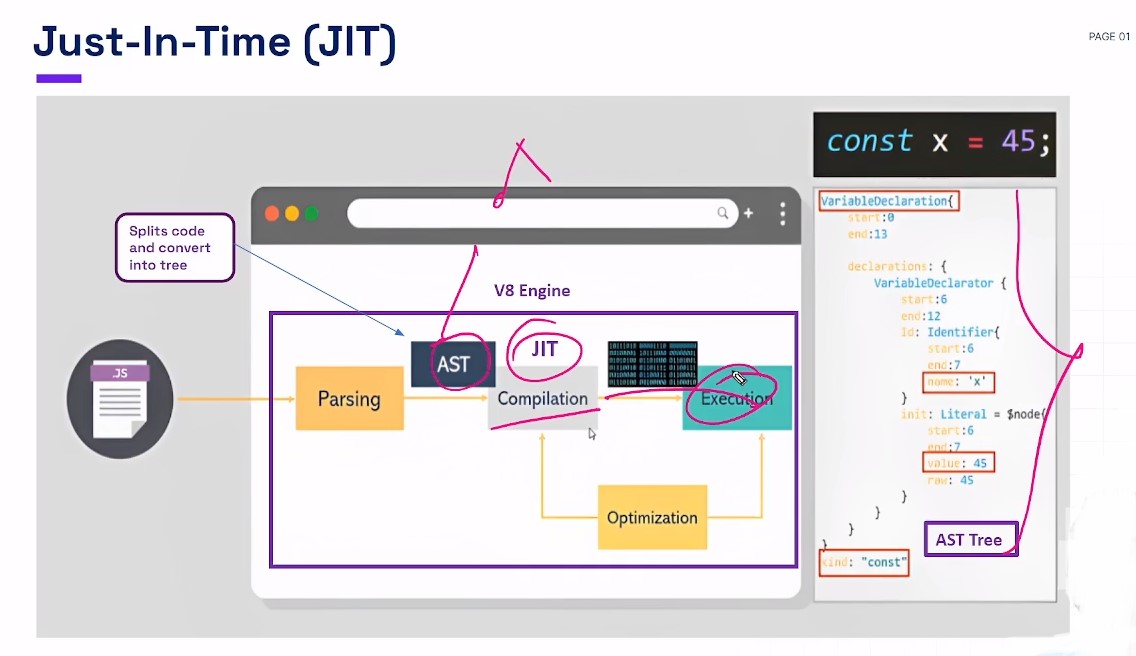 Just-In-Time (JIT)
PAGE 01
const x = 45;
Splits code
and convert
into tree
V8 Engine
.JS
Parsing
AST
JIT
Compilation
Execution
Optimization
VariableDeclaration{
start:0
end:13
declarations: {
VariableDeclarator {
start:6
end:12
Id: Identifier{
start:6
end:7
name: 'x'
}
init: Literal = $node{
start:6
end:7
value: 45
raw: 45
}
}
}
}
kind: "const"
AST Tree